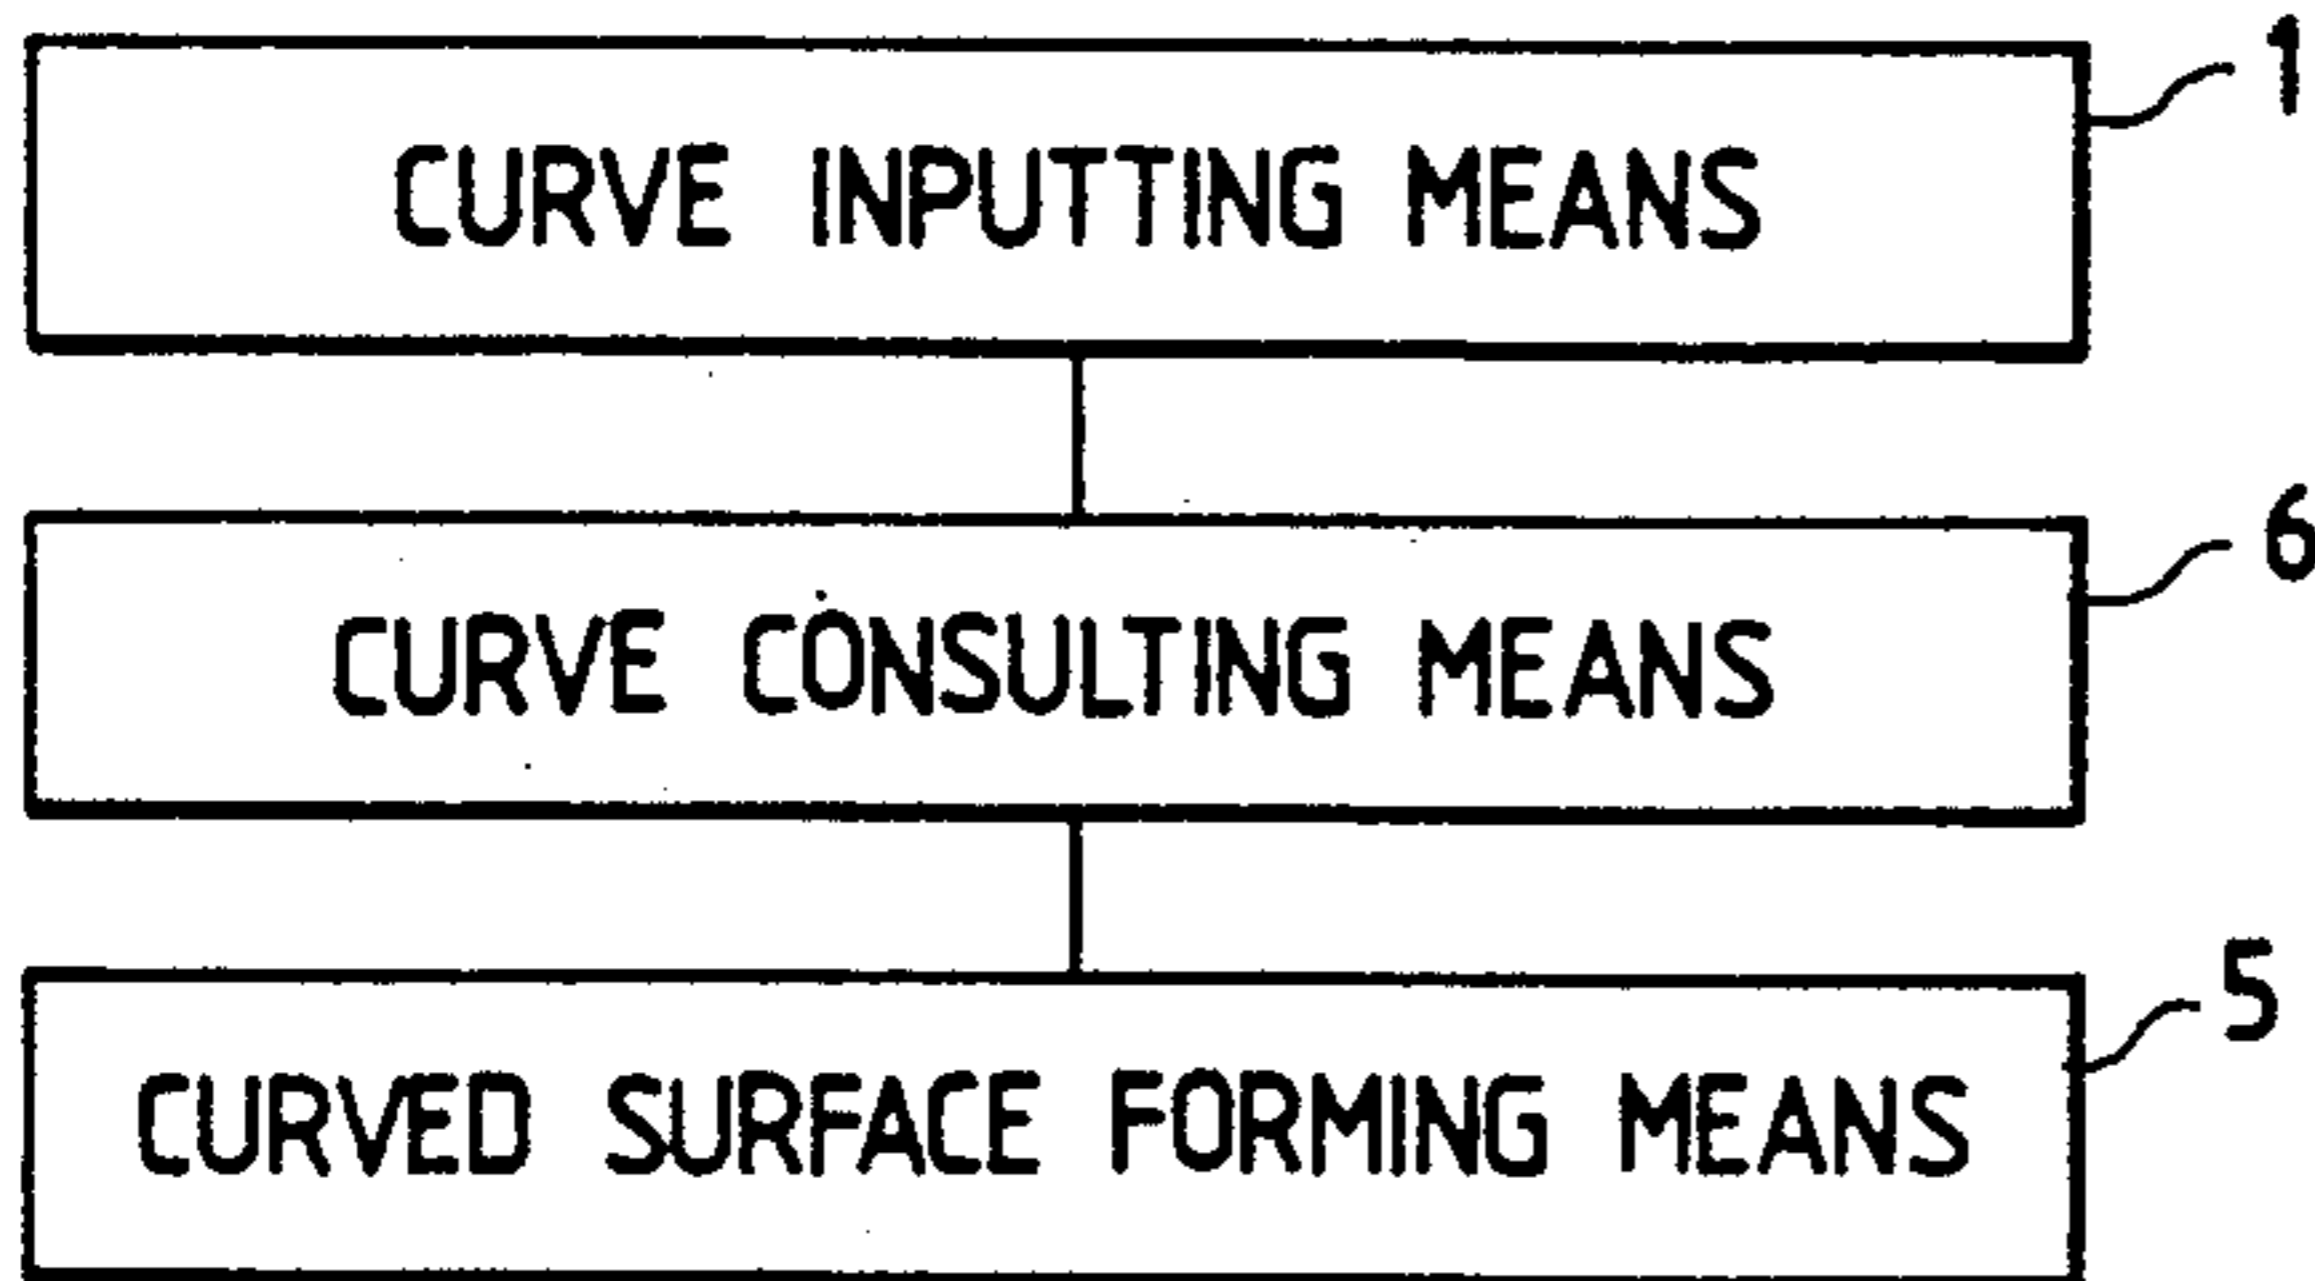 CURVE INPUTTING MEANS 1
CURVE CONSULTING MEANS 6
CURVED SURFACE FORMING MEANS 5